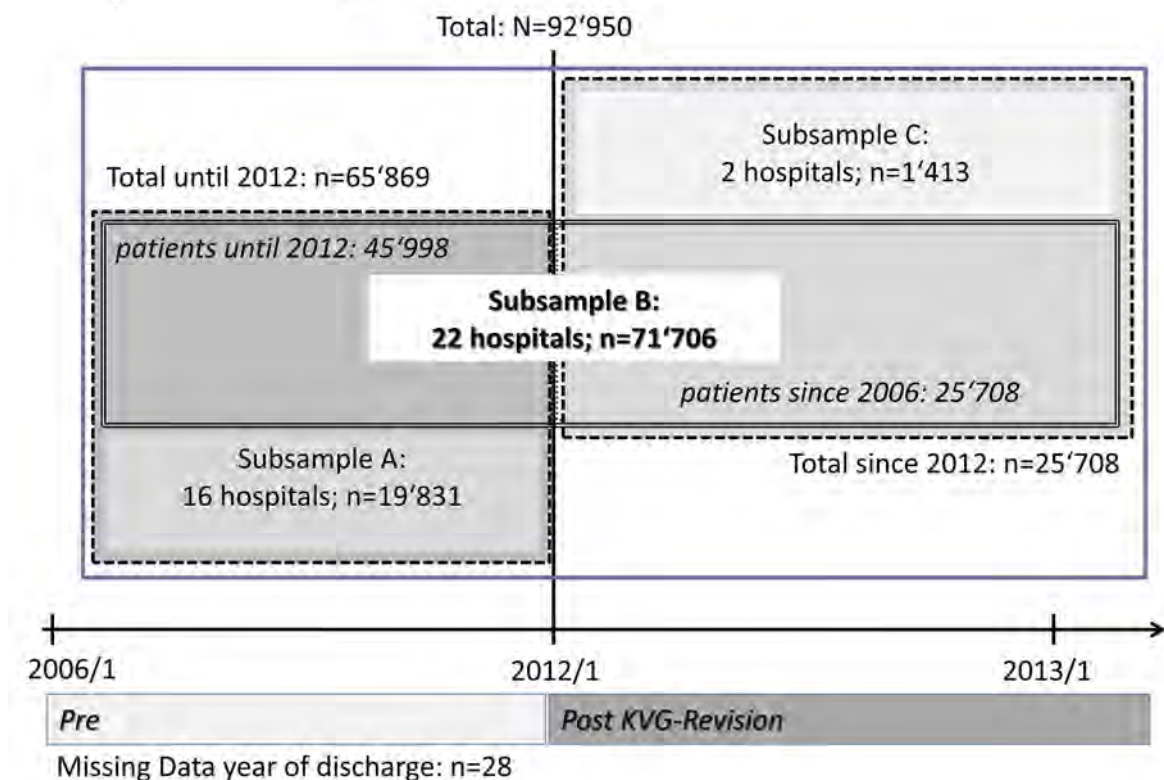 Total: N=92‘950
Subsample C:
2 hospitals; n=1‘413
Total until 2012: n=65‘869
patients until 2012: 45‘998
Subsample B:
22 hospitals; n=71‘706
patients since 2006: 25‘708
Subsample A:
16 hospitals; n=19‘831
Total since 2012: n=25‘708
2006/1 2012/1 2013/1
Pre Post KVG-Revision
Missing Data year of discharge: n=28